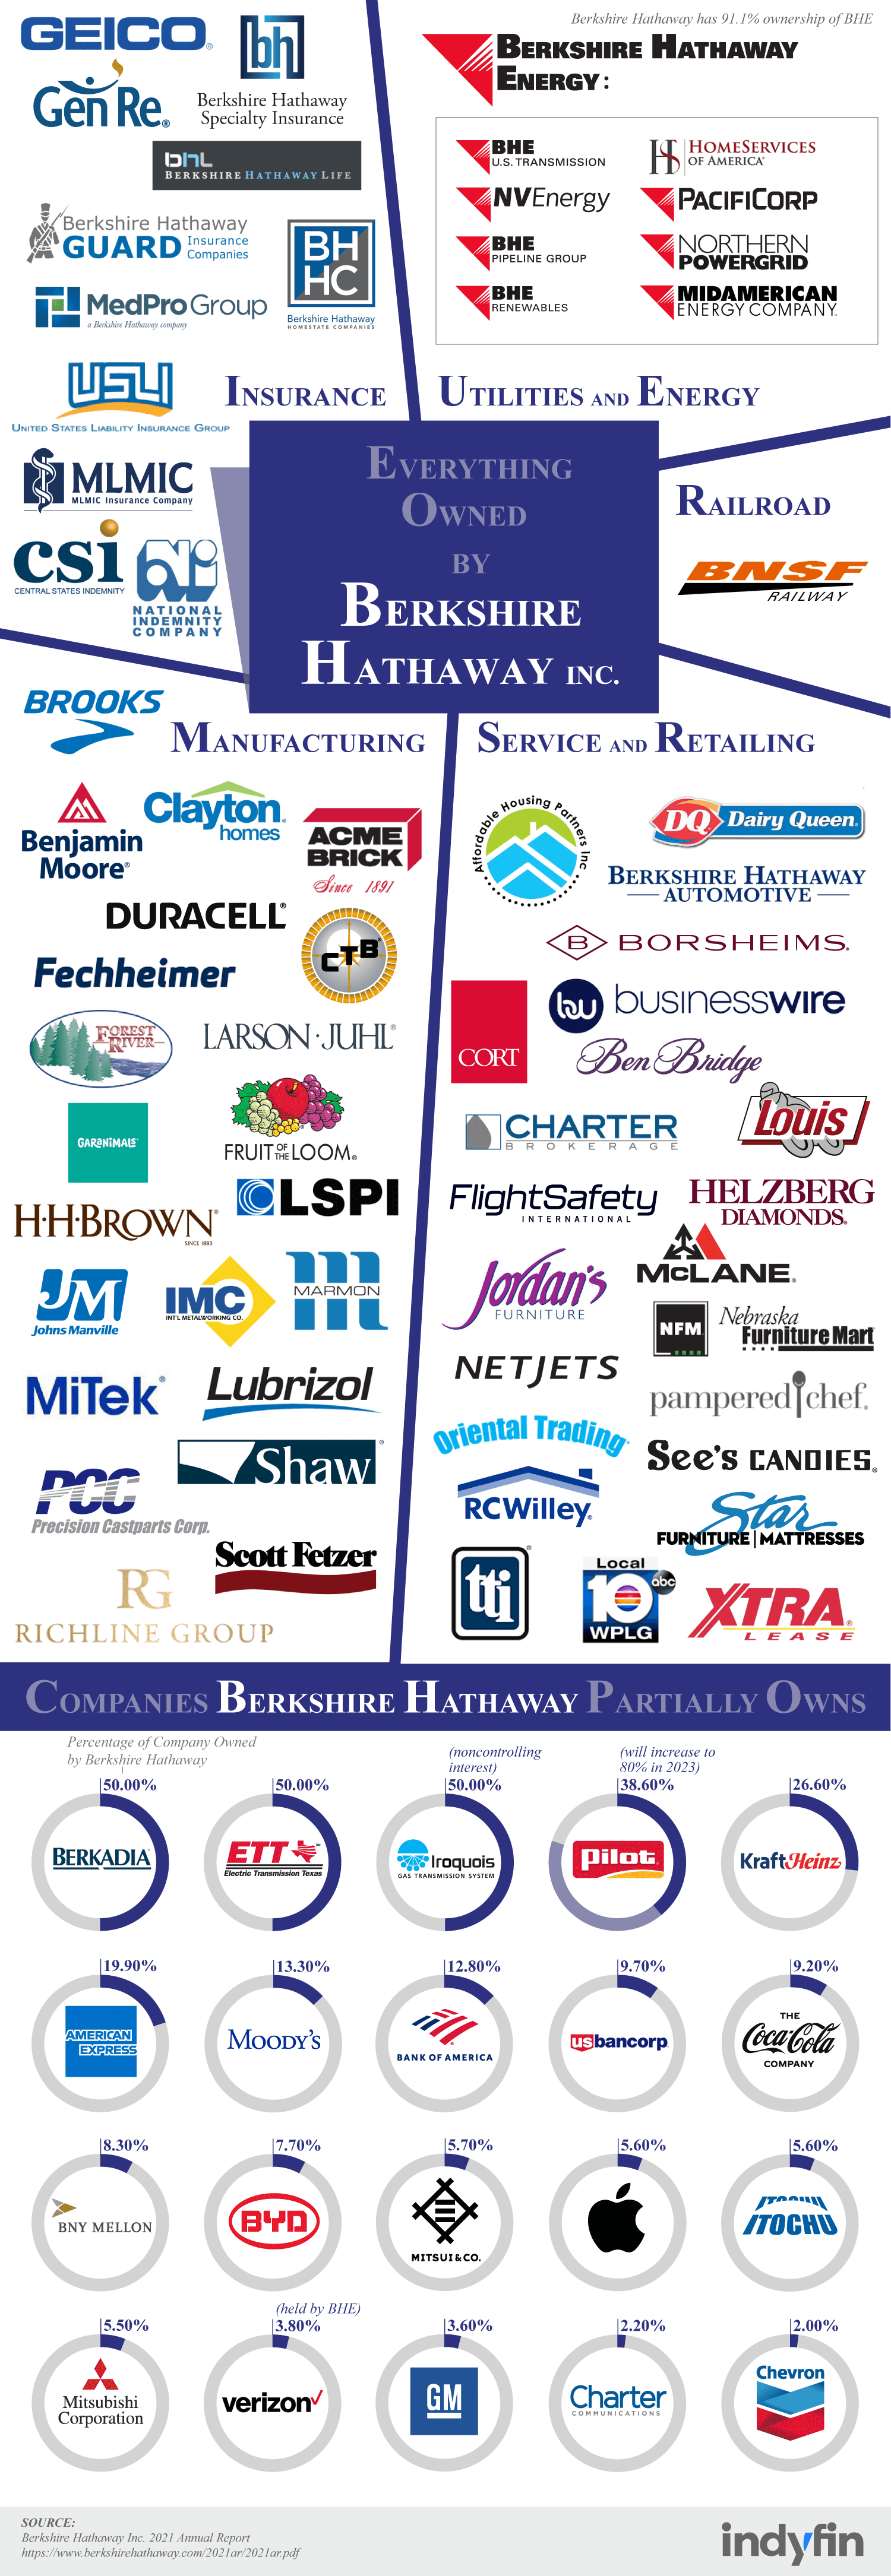 GEICO®
bh
Berkshire Hathaway
Specialty Insurance
Gen Re®
bhl
BERKSHIRE HATHAWAY LIFE
Berkshire Hathaway
GUARD Insurance
Companies
BH
HC
Berkshire Hathaway
HOMESTATE COMPANIES
MedPro Group
a Berkshire Hathaway company
USLI
UNITED STATES LIABILITY INSURANCE GROUP
INSURANCE
MLMIC
MLMIC Insurance Company
csi
CENTRAL STATES INDEMNITY
NATIONAL
INDEMNITY
COMPANY
Berkshire Hathaway has 91.1% ownership of BHE
BERKSHIRE HATHAWAY
ENERGY:
BHE
U.S. TRANSMISSION
HS HOMESERVICES
OF AMERICA®
NVEnergy
PACIFICORP
BHE
PIPELINE GROUP
NORTHERN
POWERGRID
BHE
RENEWABLES
MIDAMERICAN
ENERGY COMPANY.
UTILITIES AND ENERGY
EVERYTHING
OWNED
BY
BERKSHIRE
HATHAWAY INC.
RAILROAD
BNSF
RAILWAY
BROOKS
MANUFACTURING
Benjamin
Moore®
Clayton®
homes
ACME
BRICK
Since 1891
DURACELL®
CTB
Fechheimer
FOREST
RIVER
LARSON·JUHL®
GARANIMALS®
FRUIT OF THE LOOM®
H·H·BROWN®
SINCE 1883
LSPI
JM
Johns Manville
IMC
INT'L METALWORKING CO.
MARMON
MiTek®
Lubrizol
Shaw®
PCC
Precision Castparts Corp.
Scott Fetzer
RG
RICHLINE GROUP
SERVICE AND RETAILING
Affordable Housing Partners Inc
DQ Dairy Queen®
BERKSHIRE HATHAWAY
AUTOMOTIVE
B BORSHEIMS®
CORT
bw businesswire
Ben Bridge
CHARTER
BROKERAGE
Louis
FlightSafety
INTERNATIONAL
HELZBERG
DIAMONDS®
Jordan's
FURNITURE
McLANE®
NFM
Nebraska
Furniture Mart
NETJETS
pampered chef®
Oriental Trading
See's CANDIES®
RC Willey®
Star
FURNITURE | MATTRESSES
tti®
Local
10 abc
WPLG
XTRA®
LEASE
COMPANIES BERKSHIRE HATHAWAY PARTIALLY OWNS
Percentage of Company Owned
by Berkshire Hathaway
50.00%
BERKADIA
50.00%
ETT
Electric Transmission Texas
(noncontrolling
interest)
50.00%
Iroquois
GAS TRANSMISSION SYSTEM
(will increase to
80% in 2023)
38.60%
Pilot
26.60%
Kraft Heinz
19.90%
AMERICAN
EXPRESS
13.30%
MOODY'S
12.80%
BANK OF AMERICA
9.70%
usbancorp
9.20%
THE
Coca-Cola
COMPANY
8.30%
BNY MELLON
7.70%
BYD
5.70%
MITSUI & CO.
5.60%
5.60%
ITOCHU
5.50%
Mitsubishi
Corporation
(held by BHE)
3.80%
verizon
3.60%
GM
2.20%
Charter
COMMUNICATIONS
2.00%
Chevron
SOURCE:
Berkshire Hathaway Inc. 2021 Annual Report
https://www.berkshirehathaway.com/2021ar/2021ar.pdf
indyfin